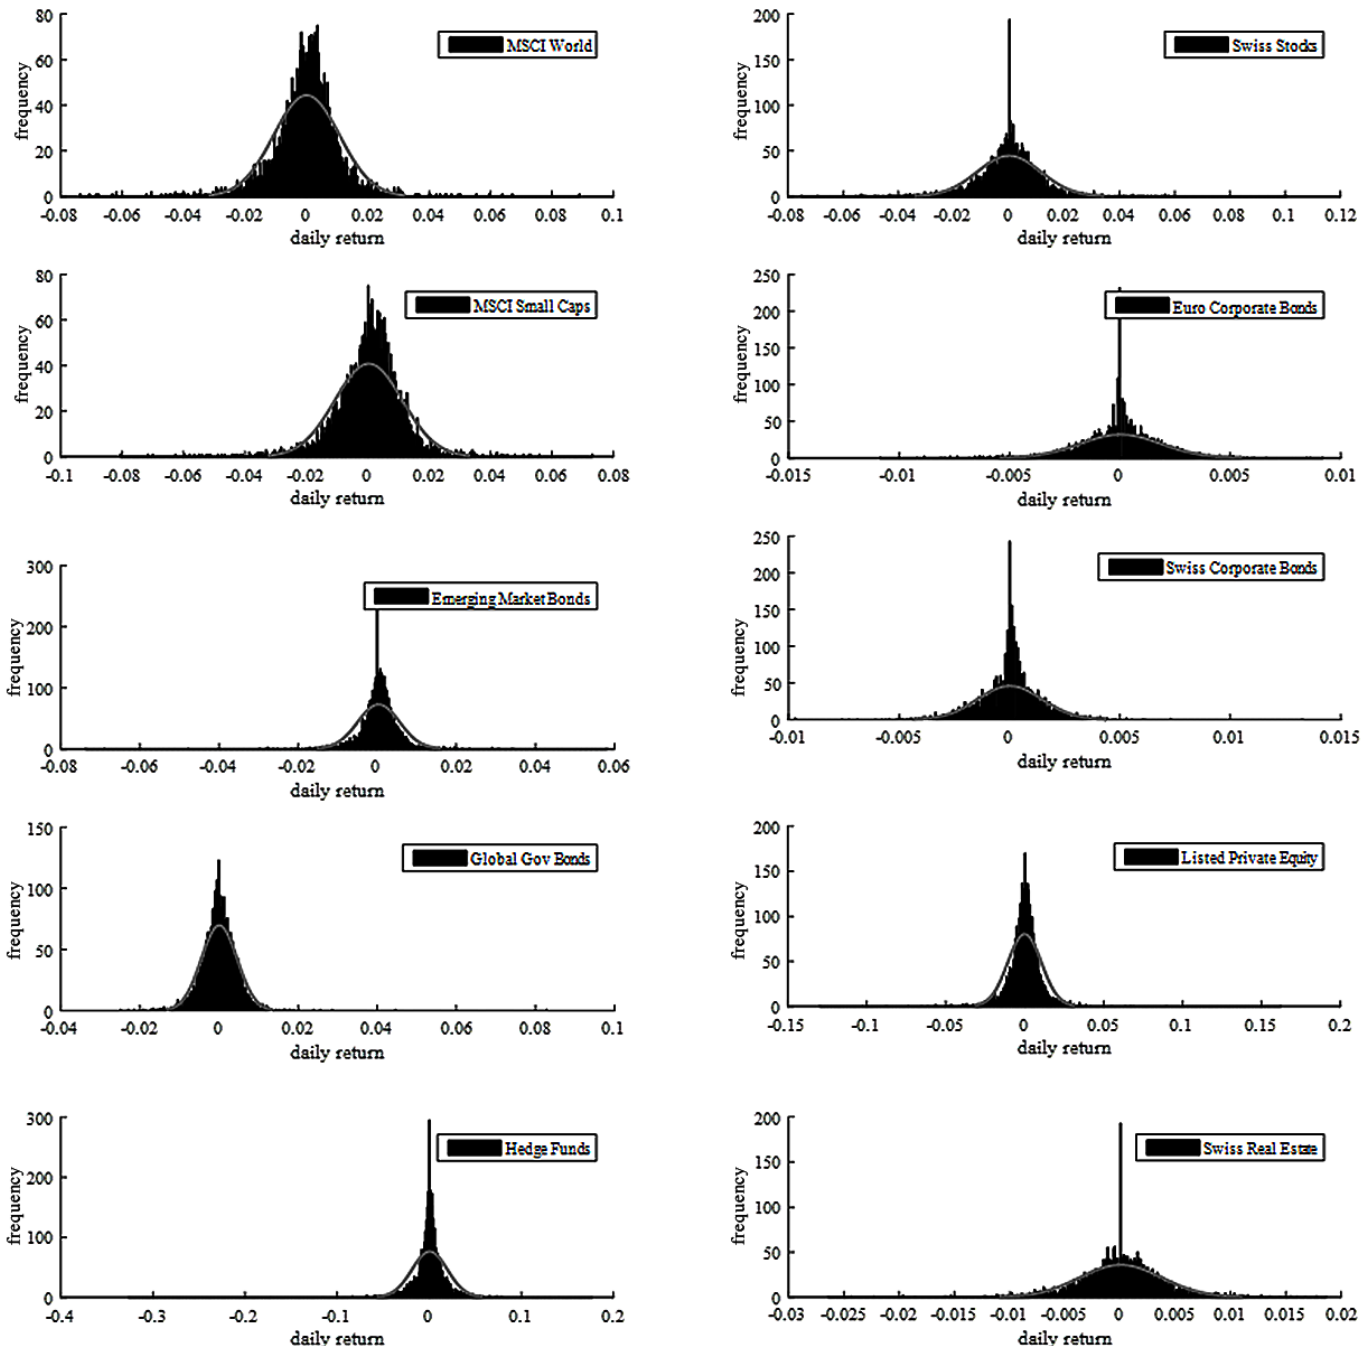 80
60
40
20
0
frequency
MSCI World
-0.08 -0.06 -0.04 -0.02 0 0.02 0.04 0.06 0.08 0.1
daily return
200
150
100
50
0
frequency
Swiss Stocks
-0.08 -0.06 -0.04 -0.02 0 0.02 0.04 0.06 0.08 0.1 0.12
daily return
80
60
40
20
0
frequency
MSCI Small Caps
-0.1 -0.08 -0.06 -0.04 -0.02 0 0.02 0.04 0.06 0.08
daily return
250
200
150
100
50
0
frequency
Euro Corporate Bonds
-0.015 -0.01 -0.005 0 0.005 0.01
daily return
300
200
100
0
frequency
Emerging Market Bonds
-0.08 -0.06 -0.04 -0.02 0 0.02 0.04 0.06
daily return
250
200
150
100
50
0
frequency
Swiss Corporate Bonds
-0.01 -0.005 0 0.005 0.01 0.015
daily return
150
100
50
0
frequency
Global Gov Bonds
-0.04 -0.02 0 0.02 0.04 0.06 0.08 0.1
daily return
200
150
100
50
0
frequency
Listed Private Equity
-0.15 -0.1 -0.05 0 0.05 0.1 0.15 0.2
daily return
300
200
100
0
frequency
Hedge Funds
-0.4 -0.3 -0.2 -0.1 0 0.1 0.2
daily return
200
150
100
50
0
frequency
Swiss Real Estate
-0.03 -0.025 -0.02 -0.015 -0.01 -0.005 0 0.005 0.01 0.015 0.02
daily return